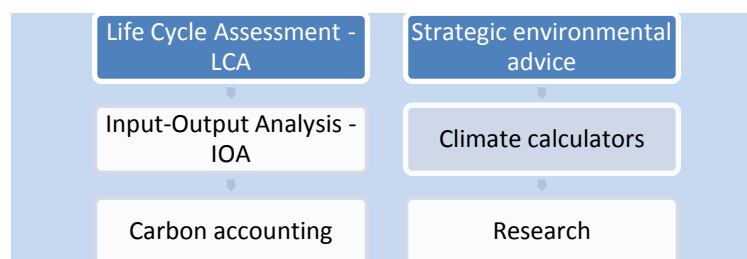 Life Cycle Assessment -
LCA
Input-Output Analysis -
IOA
Carbon accounting
Strategic environmental
advice
Climate calculators
Research